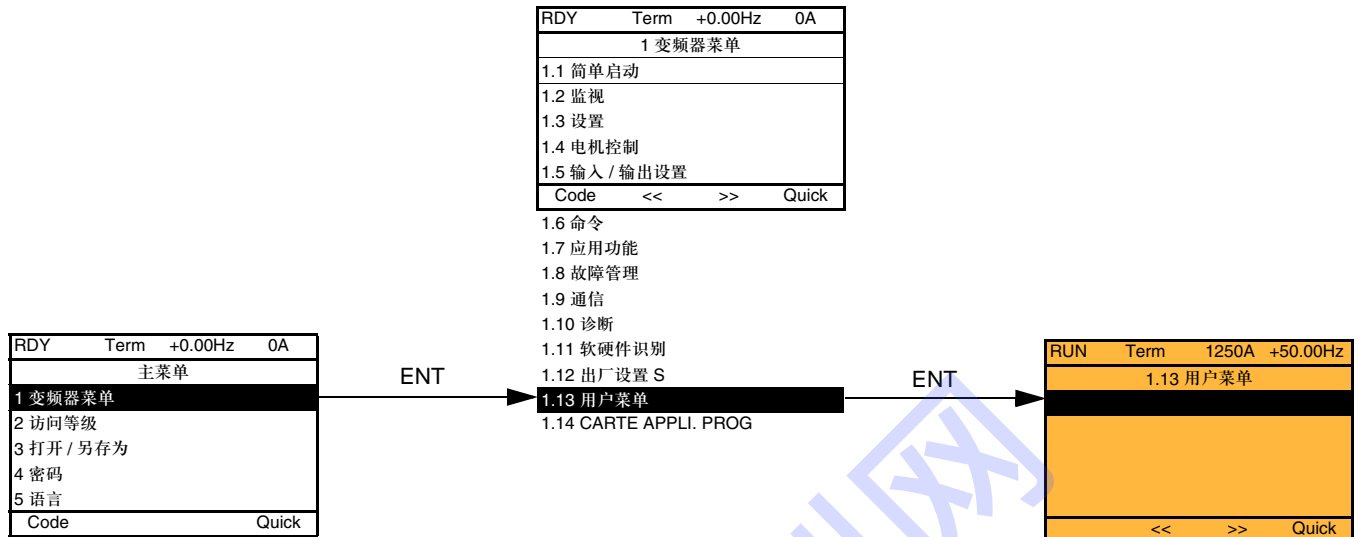 RDY Term +0.00Hz 0A
1 变频器菜单
1.1 简单启动
1.2 监视
1.3 设置
1.4 电机控制
1.5 输入 / 输出设置
Code << >> Quick
1.6 命令
1.7 应用功能
1.8 故障管理
1.9 通信
1.10 诊断
1.11 软硬件识别
1.12 出厂设置 S
1.13 用户菜单
1.14 CARTE APPLI. PROG
RDY Term +0.00Hz 0A
主菜单
1 变频器菜单
2 访问等级
3 打开 / 另存为
4 密码
5 语言
Code Quick
ENT
ENT
RUN Term 1250A +50.00Hz
1.13 用户菜单
<< >> Quick